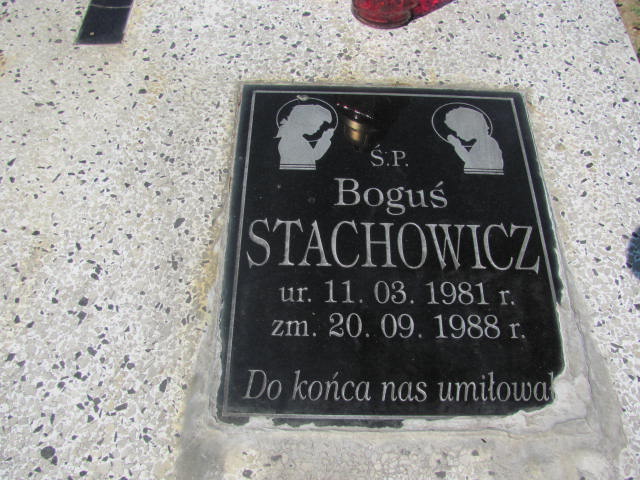 Ś.P.
Boguś
STACHOWICZ
ur. 11. 03. 1981 r.
zm. 20. 09. 1988 r.
Do końca nas umiłował